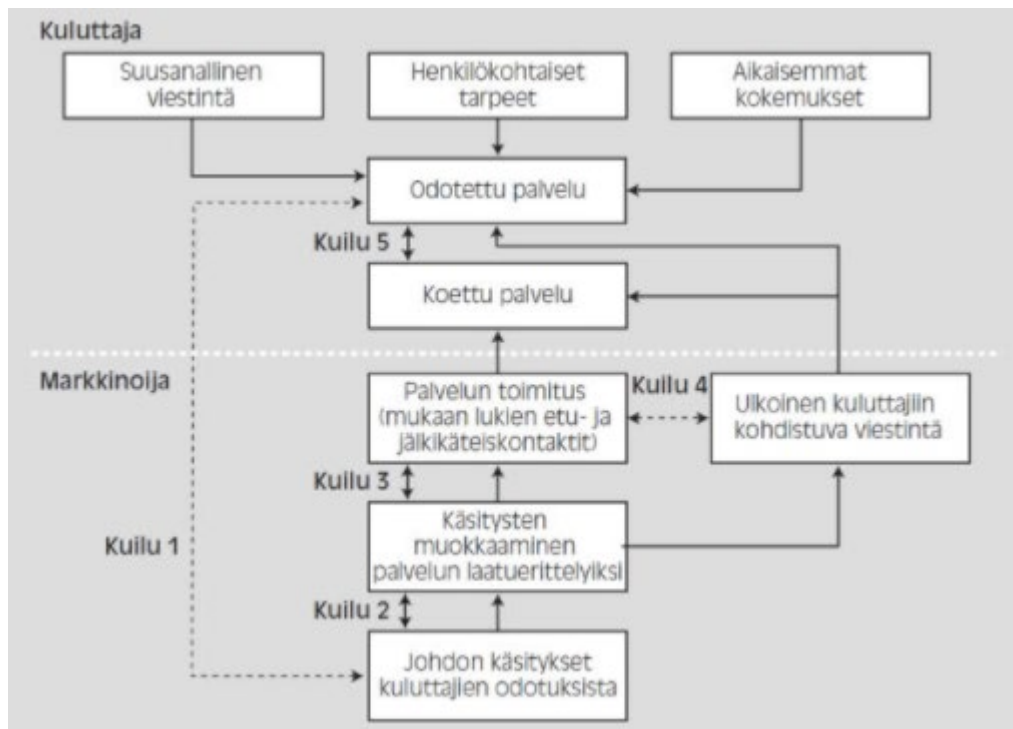 Kuluttaja
Suusanallinen
viestintä
Henkilökohtaiset
tarpeet
Aikaisemmat
kokemukset
Odotettu palvelu
Kuilu 5
Koettu palvelu
Markkinoija
Palvelun toimitus
(mukaan lukien etu- ja
jälkikäteiskontaktit)
Kuilu 4
Ulkoinen kuluttajiin
kohdistuva viestintä
Kuilu 3
Käsitysten
muokkaaminen
palvelun laatuerittelyiksi
Kuilu 1
Kuilu 2
Johdon käsitykset
kuluttajien odotuksista